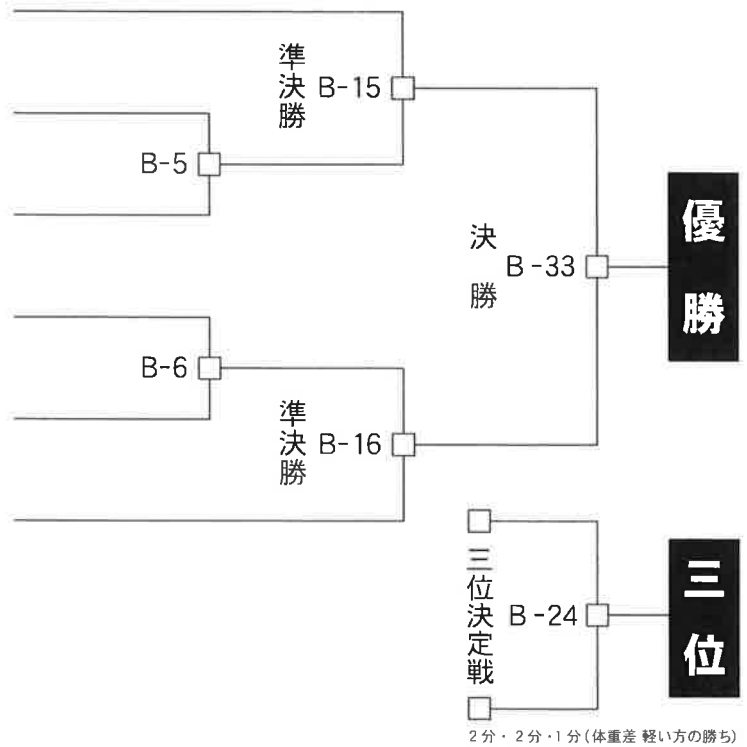 準決勝
B-15
B-5
決勝
B-33
優勝
B-6
準決勝
B-16
三位決定戦
B-24
三位
2分・2分・1分(体重差 軽い方の勝ち)